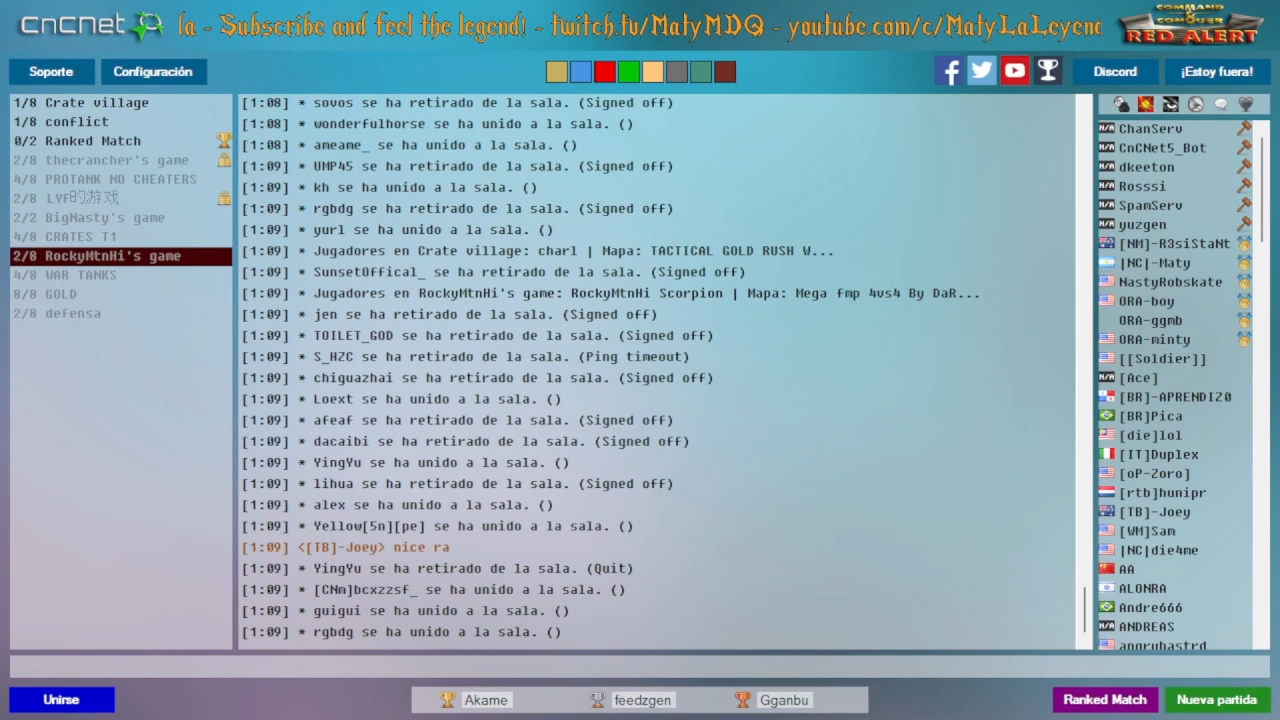 CnCNet
la - Subscribe and feel the legend! - twitch.tv/MatyMDQ - youtube.com/c/MatyLaLeyend
COMMAND & CONQUER RED ALERT
Soporte
Configuración
Discord
¡Estoy fuera!
1/8 Crate village
1/8 conflict
0/2 Ranked Match
2/8 thecrancher's game
4/8 PROTANK NO CHEATERS
2/8 LYF的游戏
2/2 BigNasty's game
4/8 CRATES T1
2/8 RockyMtnHi's game
4/8 WAR TANKS
8/8 GOLD
2/8 defensa
[1:08] * sovos se ha retirado de la sala. (Signed off)
[1:08] * wonderfulhorse se ha unido a la sala. ()
[1:08] * ameame_ se ha unido a la sala. ()
[1:09] * UMP45 se ha retirado de la sala. (Signed off)
[1:09] * kh se ha unido a la sala. ()
[1:09] * rgbdg se ha retirado de la sala. (Signed off)
[1:09] * yurl se ha unido a la sala. ()
[1:09] * Jugadores en Crate village: charl | Mapa: TACTICAL GOLD RUSH W...
[1:09] * SunsetOffical_ se ha retirado de la sala. (Signed off)
[1:09] * Jugadores en RockyMtnHi's game: RockyMtnHi Scorpion | Mapa: Mega fmp 4vs4 By DaR...
[1:09] * jen se ha retirado de la sala. (Signed off)
[1:09] * TOILET_GOD se ha retirado de la sala. (Signed off)
[1:09] * S_HZC se ha retirado de la sala. (Ping timeout)
[1:09] * chiguazhai se ha retirado de la sala. (Signed off)
[1:09] * Loext se ha unido a la sala. ()
[1:09] * afeaf se ha retirado de la sala. (Signed off)
[1:09] * dacaibi se ha retirado de la sala. (Signed off)
[1:09] * YingYu se ha unido a la sala. ()
[1:09] * lihua se ha retirado de la sala. (Signed off)
[1:09] * alex se ha unido a la sala. ()
[1:09] * Yellow[5n][pe] se ha unido a la sala. ()
[1:09] <[TB]-Joey> nice ra
[1:09] * YingYu se ha retirado de la sala. (Quit)
[1:09] * [CNm]bcxzzsf_ se ha unido a la sala. ()
[1:09] * guigui se ha unido a la sala. ()
[1:09] * rgbdg se ha unido a la sala. ()
N/A ChanServ
N/A CnCNet5_Bot
N/A dkeeton
N/A Rosssi
N/A SpamServ
N/A yuzgen
[NM]-R3siStaNt
|NC|-Maty
NastyRobskate
ORA-boy
ORA-ggmb
ORA-minty
[[Soldier]]
N/A [Ace]
[BR]-APRENDIZ0
[BR]Pica
[die]lol
[IT]Duplex
[oP-Zoro]
[rtb]hunipr
[TB]-Joey
[WM]Sam
|NC|die4me
AA
ALONRA
Andre666
N/A ANDREAS
angrybastrd
Unirse
Akame
feedzgen
Gganbu
Ranked Match
Nueva partida